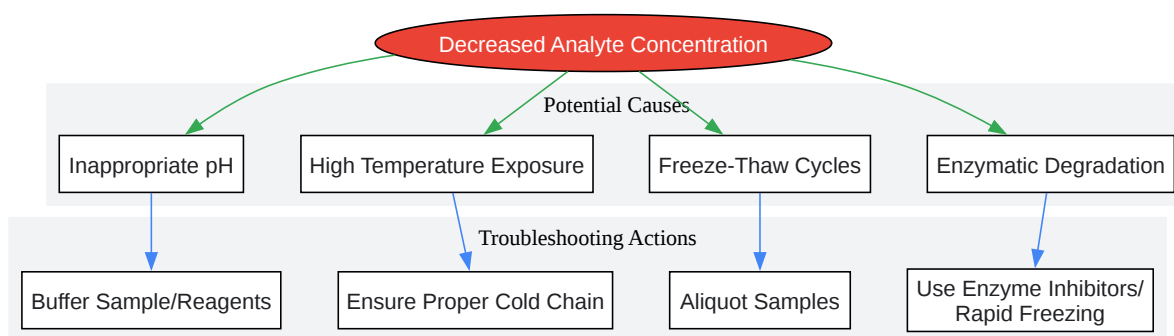 Decreased Analyte Concentration
Potential Causes
Inappropriate pH
High Temperature Exposure
Freeze-Thaw Cycles
Enzymatic Degradation
Troubleshooting Actions
Buffer Sample/Reagents
Ensure Proper Cold Chain
Aliquot Samples
Use Enzyme Inhibitors/
Rapid Freezing